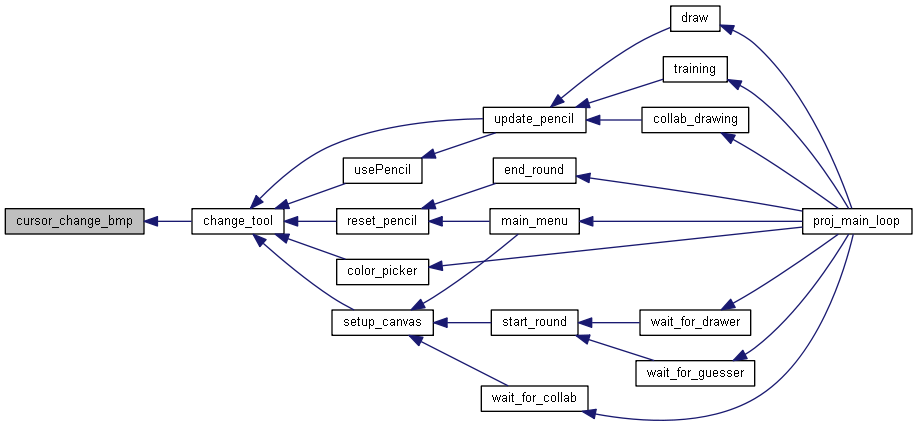 draw
training
update_pencil
collab_drawing
usePencil
end_round
cursor_change_bmp
change_tool
reset_pencil
main_menu
proj_main_loop
color_picker
setup_canvas
start_round
wait_for_drawer
wait_for_guesser
wait_for_collab